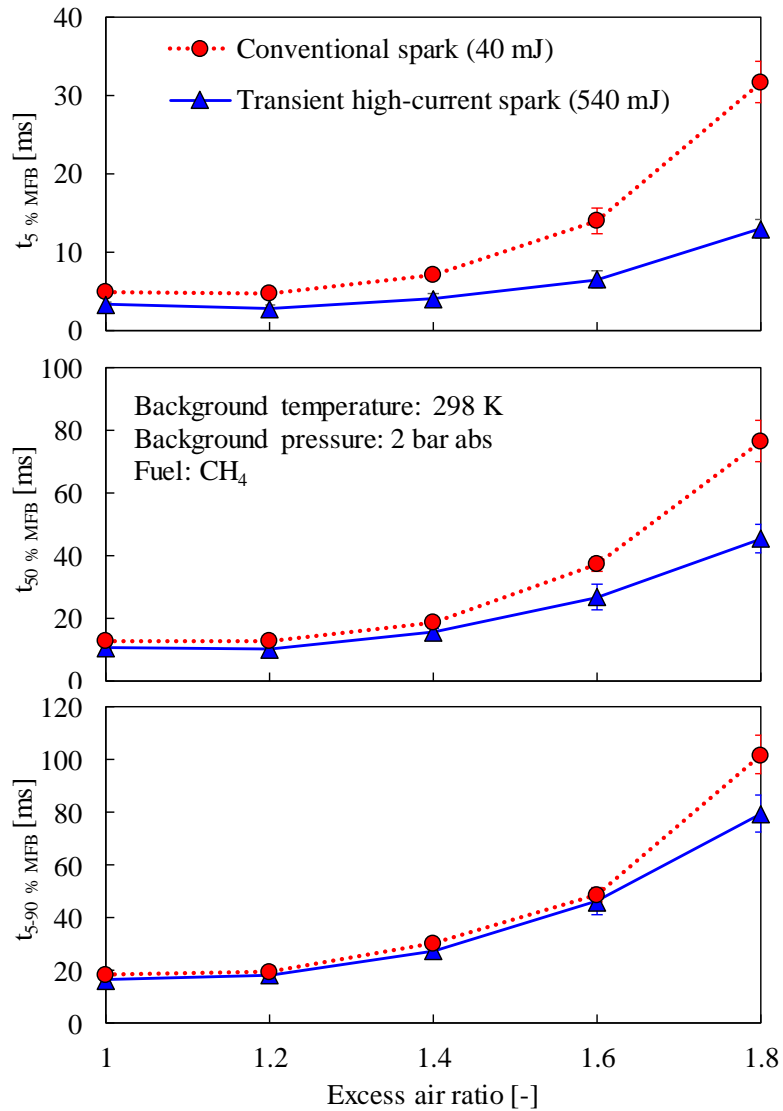 40
30
20
10
0
t5 % MFB [ms]
Conventional spark (40 mJ)
Transient high-current spark (540 mJ)
100
80
60
40
20
0
t50 % MFB [ms]
Background temperature: 298 K
Background pressure: 2 bar abs
Fuel: CH4
120
100
80
60
40
20
0
t5-90 % MFB [ms]
1 1.2 1.4 1.6 1.8
Excess air ratio [-]